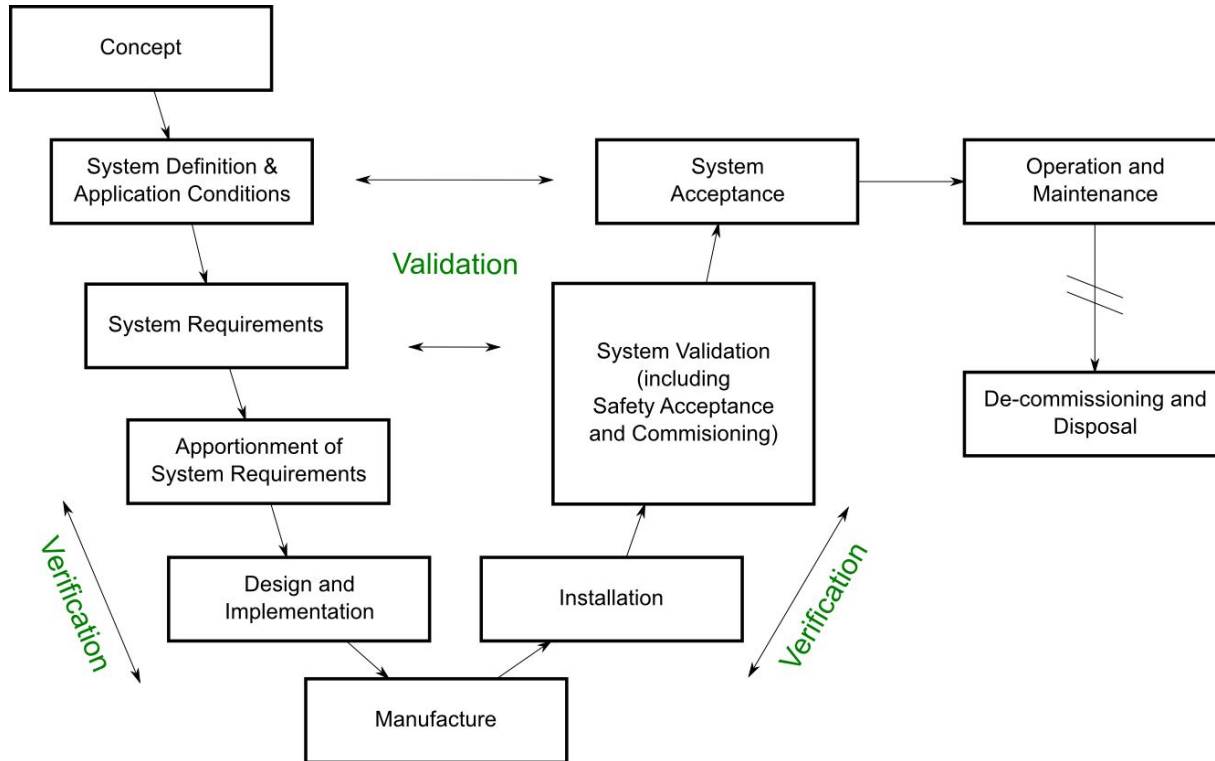 Concept
System Definition &
Application Conditions
System
Acceptance
Operation and
Maintenance
Validation
System Requirements
System Validation
(including
Safety Acceptance
and Commisioning)
De-commissioning and
Disposal
Apportionment of
System Requirements
Verification
Design and
Implementation
Installation
Verification
Manufacture